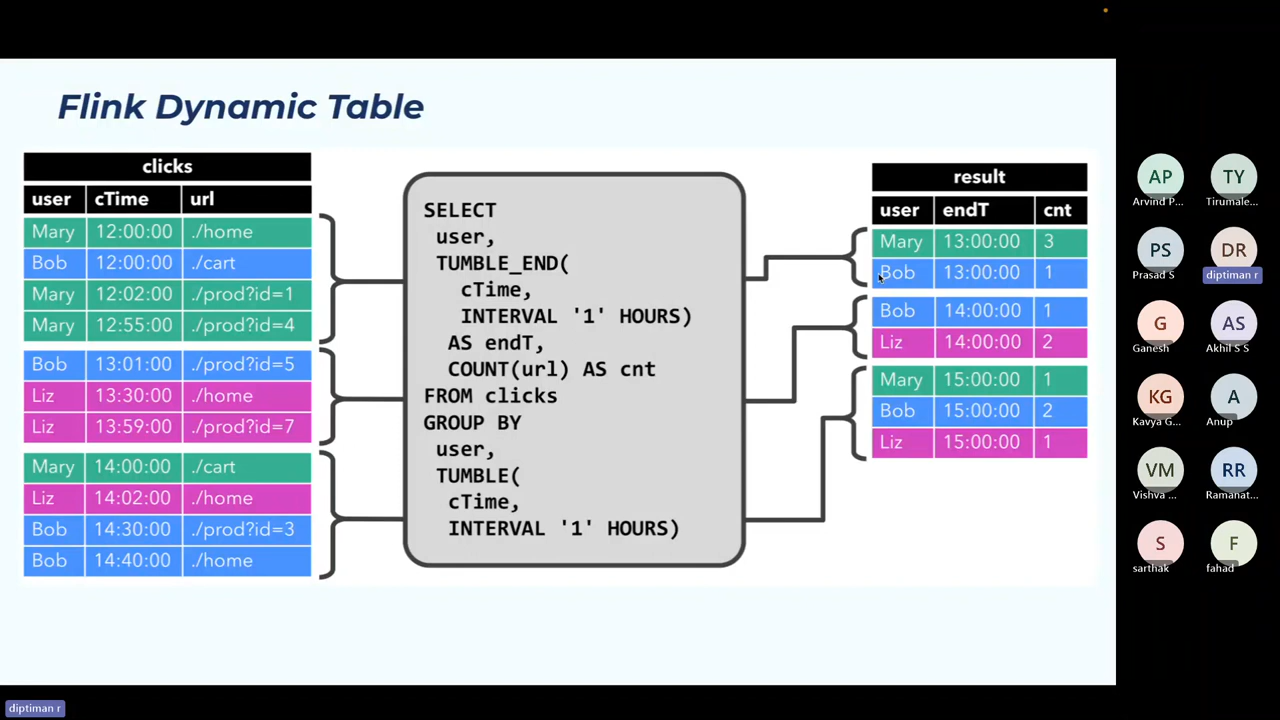 Flink Dynamic Table
clicks
user cTime url
Mary 12:00:00 ./home
Bob 12:00:00 ./cart
Mary 12:02:00 ./prod?id=1
Mary 12:55:00 ./prod?id=4
Bob 13:01:00 ./prod?id=5
Liz 13:30:00 ./home
Liz 13:59:00 ./prod?id=7
Mary 14:00:00 ./cart
Liz 14:02:00 ./home
Bob 14:30:00 ./prod?id=3
Bob 14:40:00 ./home
SELECT
user,
TUMBLE_END(
cTime,
INTERVAL '1' HOURS)
AS endT,
COUNT(url) AS cnt
FROM clicks
GROUP BY
user,
TUMBLE(
cTime,
INTERVAL '1' HOURS)
result
user endT cnt
Mary 13:00:00 3
Bob 13:00:00 1
Bob 14:00:00 1
Liz 14:00:00 2
Mary 15:00:00 1
Bob 15:00:00 2
Liz 15:00:00 1
AP TY
Arvind P... Tirumale...
PS DR
Prasad S diptiman r
G AS
Ganesh Akhil S S
KG A
Kavya G... Anup
VM RR
Vishva ... Ramanat...
S F
sarthak fahad
diptiman r